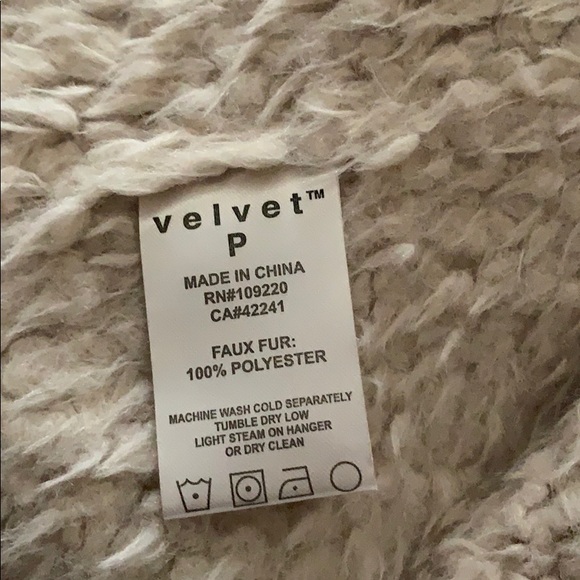 velvet™
P
MADE IN CHINA
RN#109220
CA#42241
FAUX FUR:
100% POLYESTER
MACHINE WASH COLD SEPARATELY
TUMBLE DRY LOW
LIGHT STEAM ON HANGER
OR DRY CLEAN